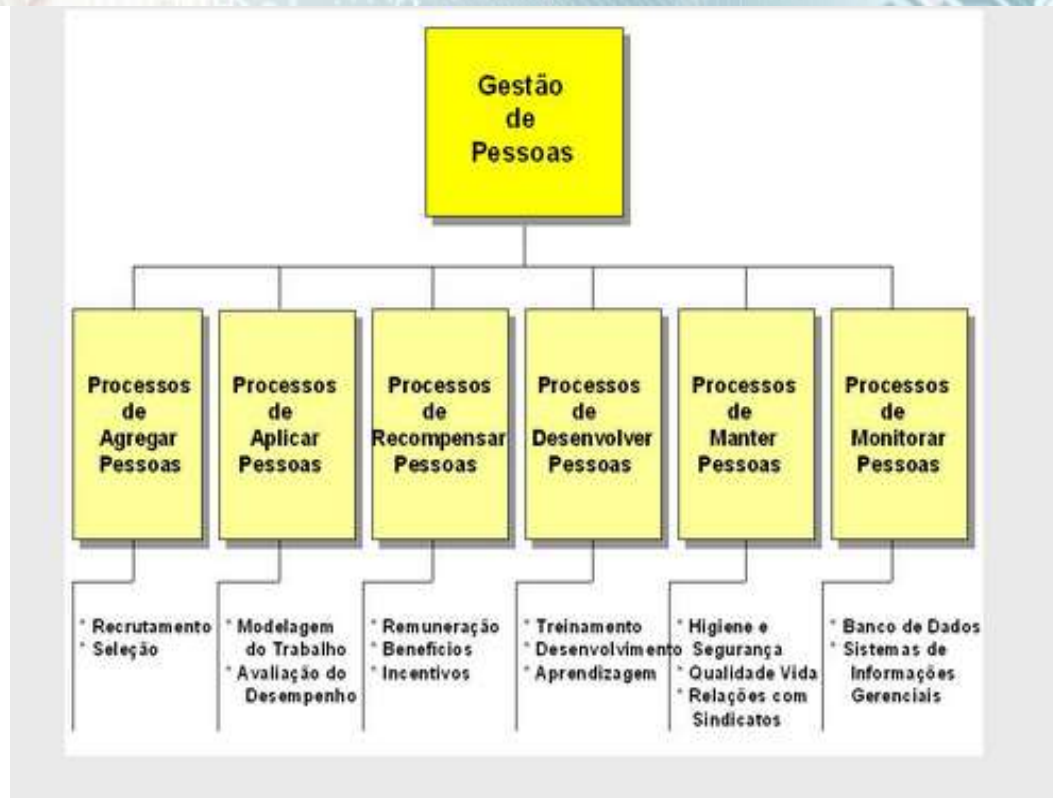 Gestão
de
Pessoas
Processos
de
Agregar
Pessoas
Processos
de
Aplicar
Pessoas
Processos
de
Recompensar
Pessoas
Processos
de
Desenvolver
Pessoas
Processos
de
Manter
Pessoas
Processos
de
Monitorar
Pessoas
* Recrutamento
* Seleção
* Modelagem
do Trabalho
* Avaliação do
Desempenho
* Remuneração
* Benefícios
* Incentivos
* Treinamento
* Desenvolvimento
* Aprendizagem
* Higiene e
Segurança
* Qualidade Vida
* Relações com
Sindicatos
* Banco de Dados
* Sistemas de
Informações
Gerenciais